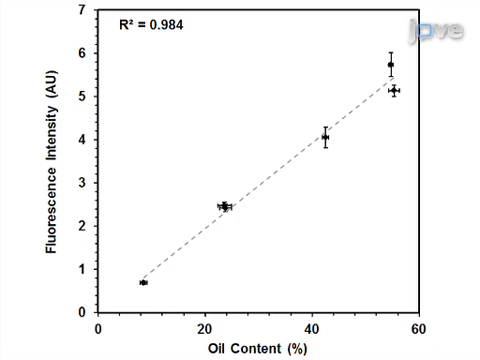 R² = 0.984
jove
Fluorescence Intensity (AU)
7
6
5
4
3
2
1
0
0 20 40 60
Oil Content (%)